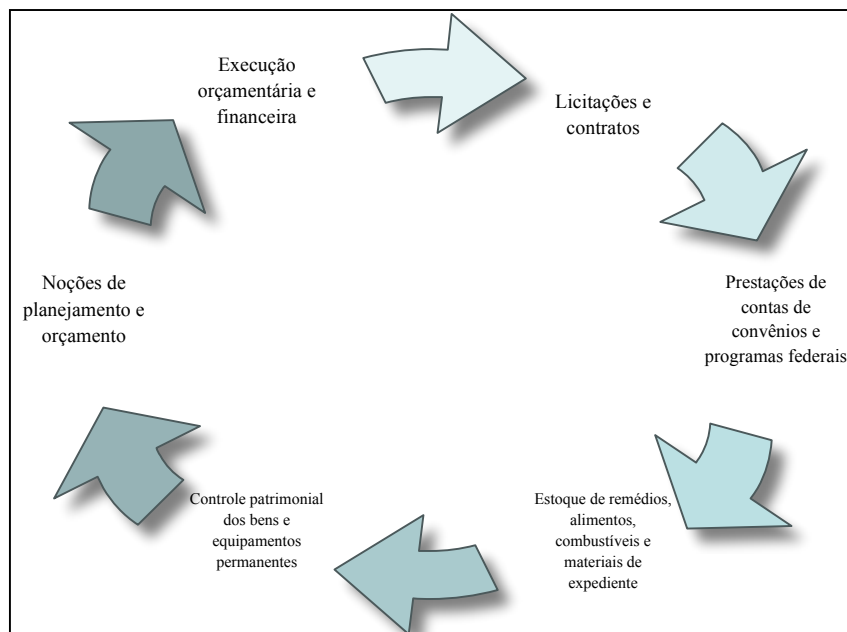 Execução
orçamentária e
financeira
Licitações e
contratos
Prestações de
contas de
convênios e
programas federais
Estoque de remédios,
alimentos,
combustíveis e
materiais de
expediente
Controle patrimonial
dos bens e
equipamentos
permanentes
Noções de
planejamento e
orçamento